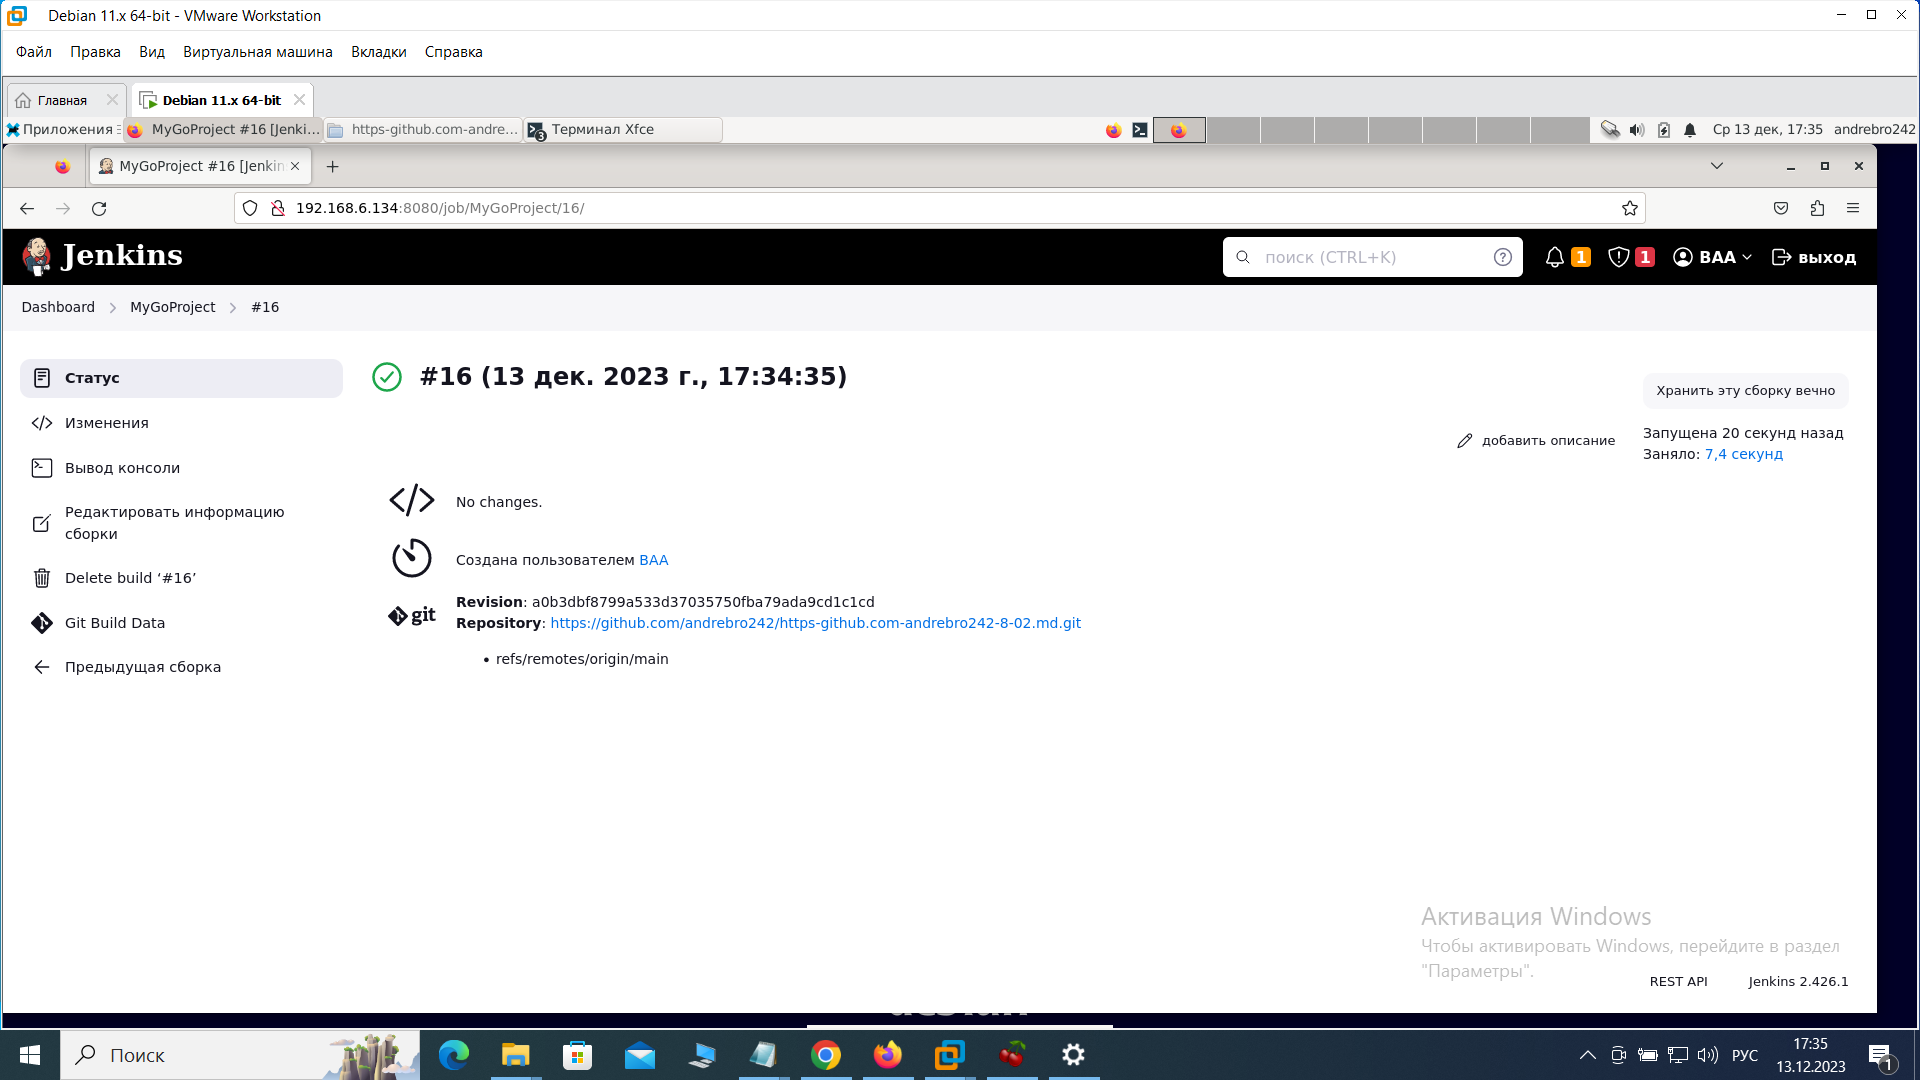 Debian 11.x 64-bit - VMware Workstation
Файл Правка Вид Виртуальная машина Вкладки Справка
Главная Debian 11.x 64-bit
Приложения MyGoProject #16 [Jenki... https-github.com-andre... 3 Терминал Xfce Ср 13 дек, 17:35 andrebro242
MyGoProject #16 [Jenkin
192.168.6.134:8080/job/MyGoProject/16/
Jenkins поиск (CTRL+K) 1 1 BAA выход
Dashboard MyGoProject #16
Статус
Изменения
Вывод консоли
Редактировать информацию
сборки
Delete build ‘#16’
Git Build Data
Предыдущая сборка
#16 (13 дек. 2023 г., 17:34:35)
Хранить эту сборку вечно
добавить описание
Запущена 20 секунд назад
Заняло: 7,4 секунд
No changes.
Создана пользователем BAA
git
Revision: a0b3dbf8799a533d37035750fba79ada9cd1c1cd
Repository: https://github.com/andrebro242/https-github.com-andrebro242-8-02.md.git
• refs/remotes/origin/main
Активация Windows
Чтобы активировать Windows, перейдите в раздел
"Параметры".
REST API Jenkins 2.426.1
Поиск РУС 17:35
13.12.2023 1